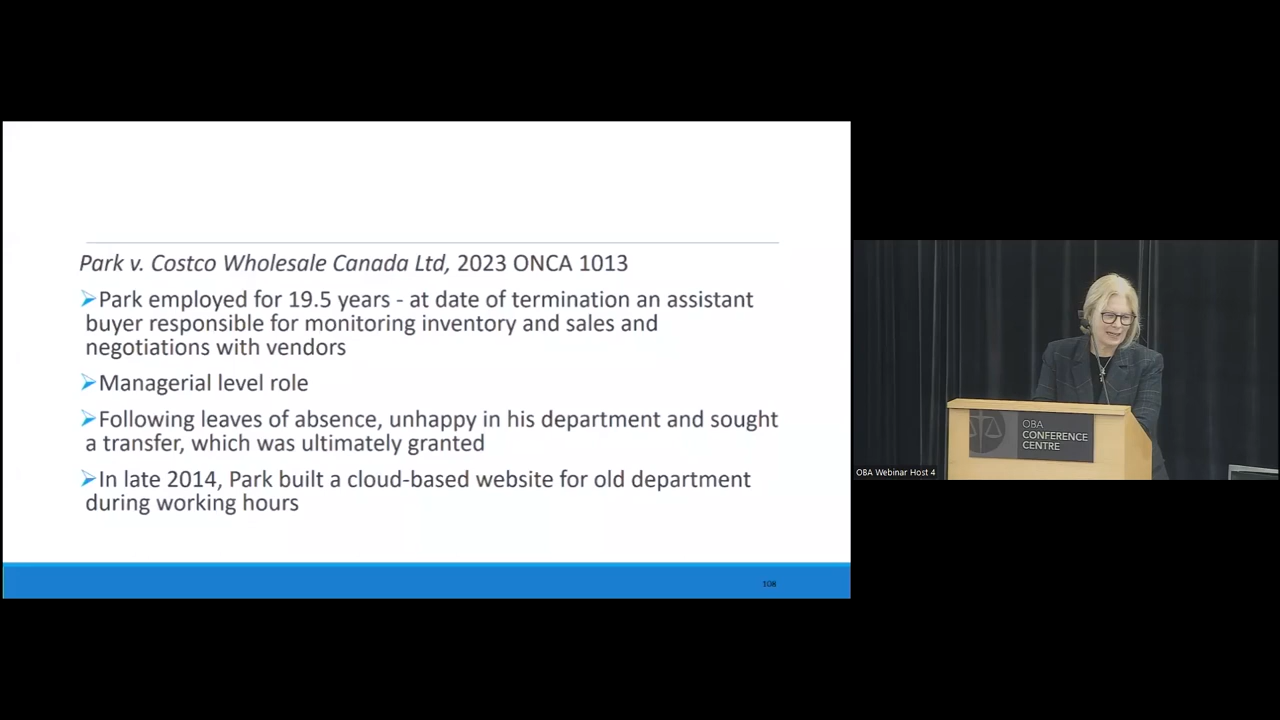 Park v. Costco Wholesale Canada Ltd, 2023 ONCA 1013
➢Park employed for 19.5 years - at date of termination an assistant
buyer responsible for monitoring inventory and sales and
negotiations with vendors
➢Managerial level role
➢Following leaves of absence, unhappy in his department and sought
a transfer, which was ultimately granted
➢In late 2014, Park built a cloud-based website for old department
during working hours
OBA
CONFERENCE
CENTRE
OBA Webinar Host 4